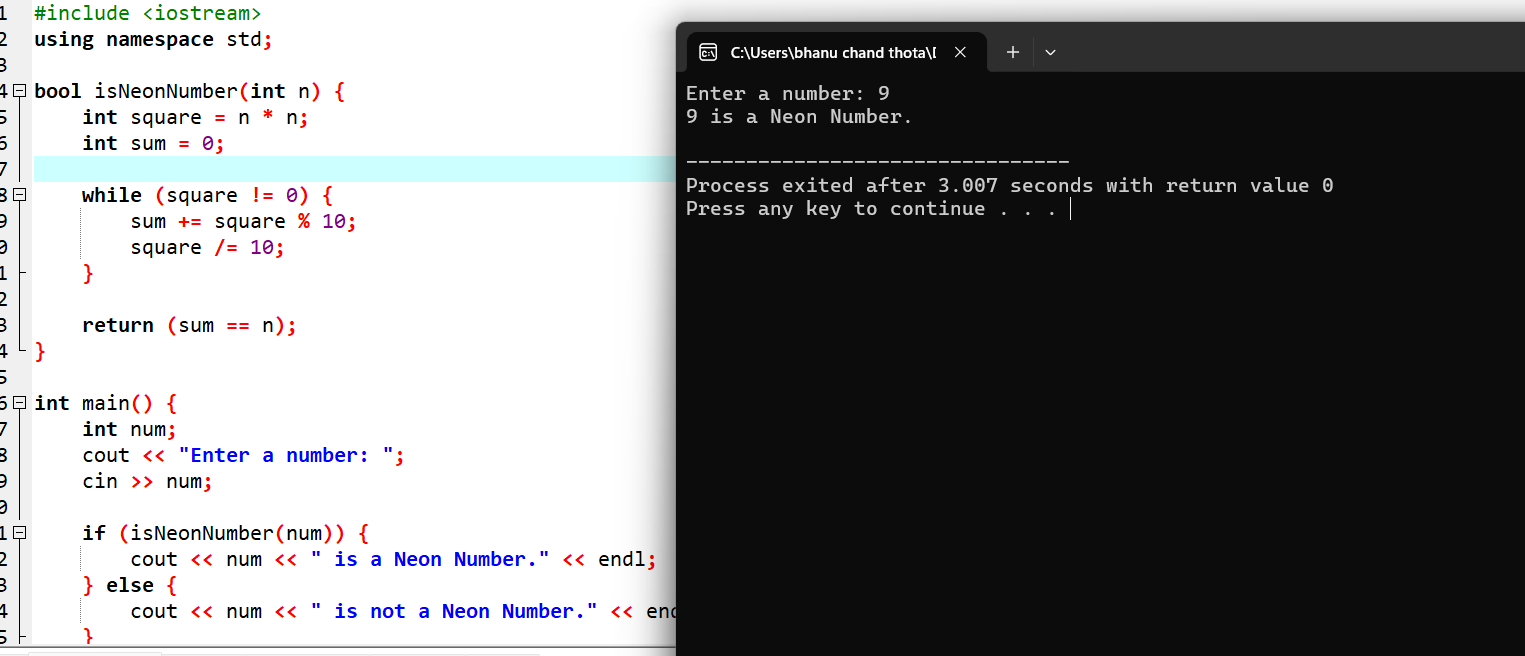 1 #include <iostream>
2 using namespace std;
3
4 bool isNeonNumber(int n) {
5     int square = n * n;
6     int sum = 0;
7
8     while (square != 0) {
9         sum += square % 10;
0         square /= 10;
1     }
2
3     return (sum == n);
4 }
5
6 int main() {
7     int num;
8     cout << "Enter a number: ";
9     cin >> num;
0
1     if (isNeonNumber(num)) {
2         cout << num << " is a Neon Number." << endl;
3     } else {
4         cout << num << " is not a Neon Number." <<
5     }
C:\Users\bhanu chand thota\
Enter a number: 9
9 is a Neon Number.
--------------------------------
Process exited after 3.007 seconds with return value 0
Press any key to continue . . .